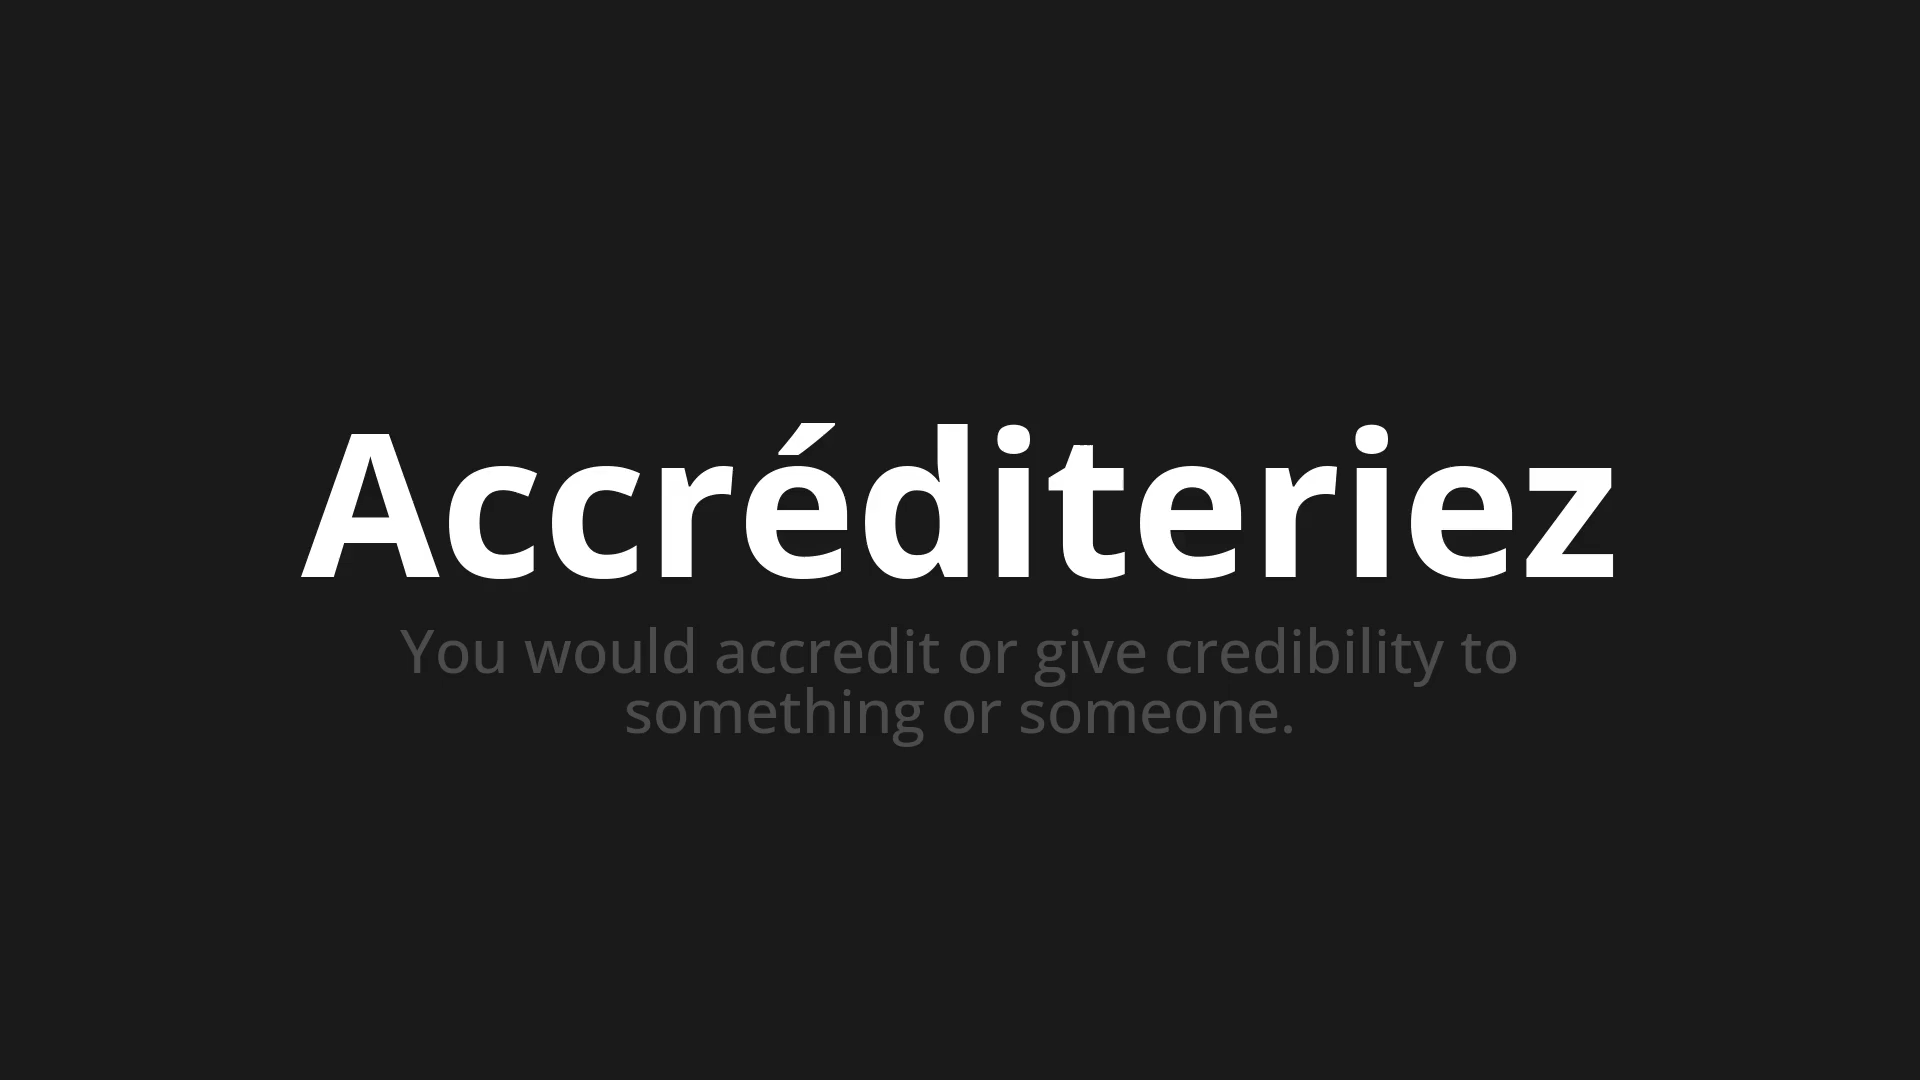 Accréditeriez
You would accredit or give credibility to
something or someone.